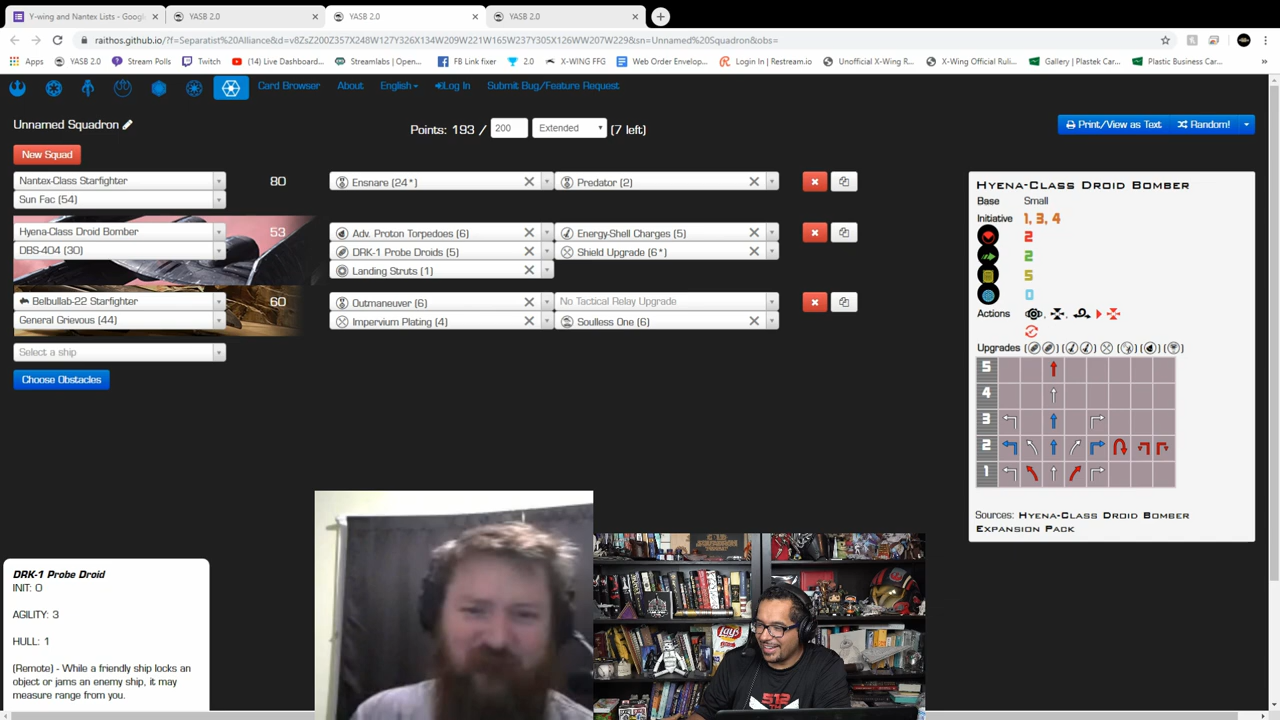 Y-wing and Nantex Lists - Googl
YASB 2.0
YASB 2.0
YASB 2.0
raithos.github.io/?f=Separatist%20Alliance&d=v8ZsZ200Z357X248W127Y326X134W209W221W165W237Y305X126WW207W229&sn=Unnamed%20Squadron&obs=
Apps
YASB 2.0
Stream Polls
Twitch
(14) Live Dashboard...
Streamlabs | Open...
FB Link fixer
2.0
X-WING FFG
Web Order Envelop...
Log In | Restream.io
Unofficial X-Wing R...
X-Wing Official Rulin...
Gallery | Plastek Car...
Plastic Business Car...
Card Browser
About
English
Log In
Submit Bug/Feature Request
Unnamed Squadron
Points: 193 / 200 Extended (7 left)
Print/View as Text
Random!
New Squad
Nantex-Class Starfighter
80
Ensnare (24*)
Predator (2)
Sun Fac (54)
Hyena-Class Droid Bomber
53
Adv. Proton Torpedoes (6)
Energy-Shell Charges (5)
DBS-404 (30)
DRK-1 Probe Droids (5)
Shield Upgrade (6*)
Landing Struts (1)
Belbullab-22 Starfighter
60
Outmaneuver (6)
No Tactical Relay Upgrade
General Grievous (44)
Impervium Plating (4)
Soulless One (6)
Select a ship
Choose Obstacles
Hyena-Class Droid Bomber
Base Small
Initiative 1, 3, 4
2
2
5
0
Actions
Upgrades
5
4
3
2
1
Sources: Hyena-Class Droid Bomber
Expansion Pack
DRK-1 Probe Droid
INIT: 0
AGILITY: 3
HULL: 1
(Remote) - While a friendly ship locks an
object or jams an enemy ship, it may
measure range from you.
Lay's
512